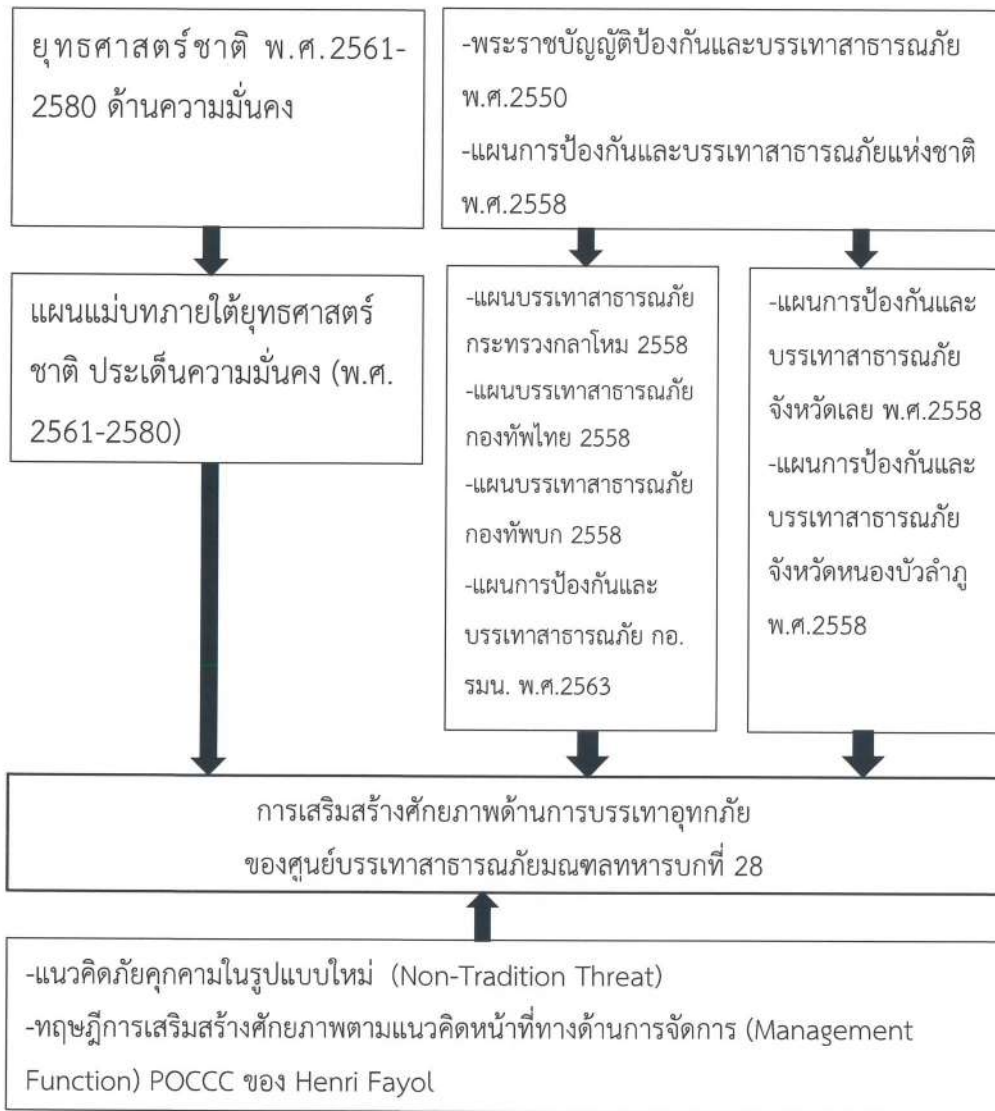 ยุทธศาสตร์ชาติ พ.ศ.2561-
2580 ด้านความมั่นคง
-พระราชบัญญัติป้องกันและบรรเทาสาธารณภัย
พ.ศ.2550
-แผนการป้องกันและบรรเทาสาธารณภัยแห่งชาติ
พ.ศ.2558
แผนแม่บทภายใต้ยุทธศาสตร์
ชาติ ประเด็นความมั่นคง (พ.ศ.
2561-2580)
-แผนบรรเทาสาธารณภัย
กระทรวงกลาโหม 2558
-แผนบรรเทาสาธารณภัย
กองทัพไทย 2558
-แผนบรรเทาสาธารณภัย
กองทัพบก 2558
-แผนการป้องกันและ
บรรเทาสาธารณภัย กอ.
รมน. พ.ศ.2563
-แผนการป้องกันและ
บรรเทาสาธารณภัย
จังหวัดเลย พ.ศ.2558
-แผนการป้องกันและ
บรรเทาสาธารณภัย
จังหวัดหนองบัวลำภู
พ.ศ.2558
การเสริมสร้างศักยภาพด้านการบรรเทาอุทกภัย
ของศูนย์บรรเทาสาธารณภัยมณฑลทหารบกที่ 28
-แนวคิดภัยคุกคามในรูปแบบใหม่ (Non-Tradition Threat)
-ทฤษฎีการเสริมสร้างศักยภาพตามแนวคิดหน้าที่ทางด้านการจัดการ (Management
Function) POCCC ของ Henri Fayol